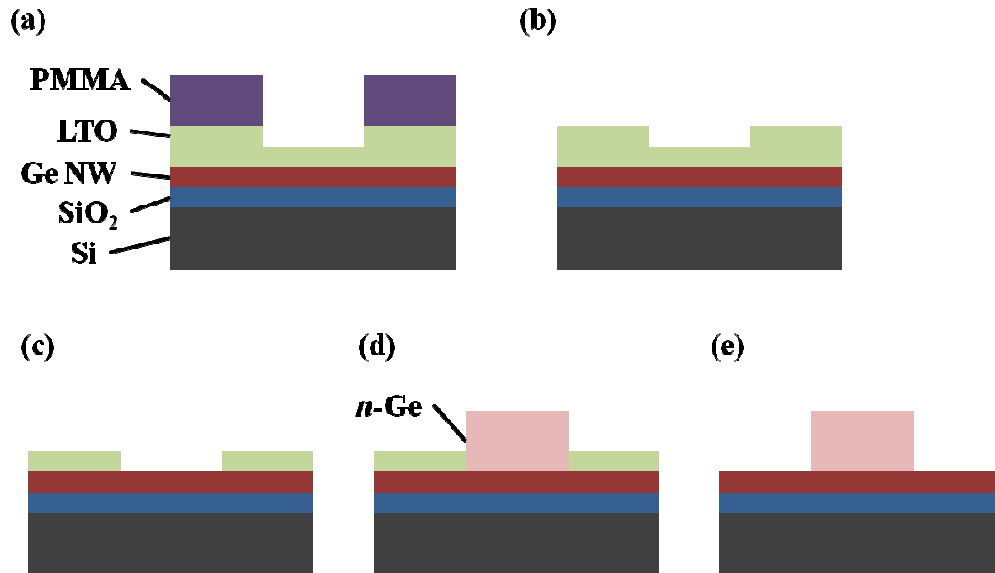 (a)
(b)
PMMA
LTO
Ge NW
SiO₂
Si
(c)
(d)
(e)
n-Ge